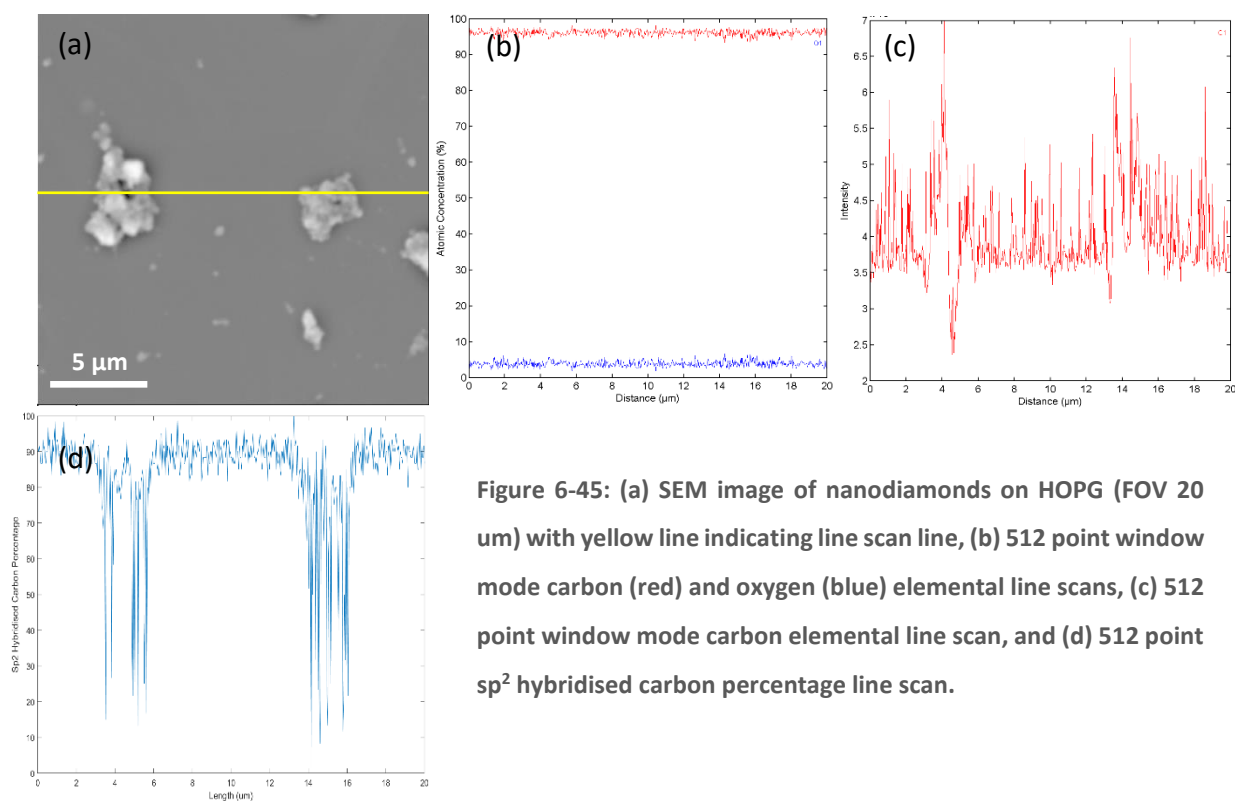 (a)
5 µm
(b)
100
90
80
70
60
50
40
30
20
10
0
Atomic Concentration (%)
0 2 4 6 8 10 12 14 16 18 20
Distance (µm)
(c)
7
6.5
6
5.5
5
4.5
4
3.5
3
2.5
2
Intensity
0 2 4 6 8 10 12 14 16 18 20
Distance (µm)
(d)
100
90
80
70
60
50
40
30
20
10
0
Sp2 Hybridised Carbon Percentage
0 2 4 6 8 10 12 14 16 18 20
Length (um)
Figure 6-45: (a) SEM image of nanodiamonds on HOPG (FOV 20
um) with yellow line indicating line scan line, (b) 512 point window
mode carbon (red) and oxygen (blue) elemental line scans, (c) 512
point window mode carbon elemental line scan, and (d) 512 point
sp² hybridised carbon percentage line scan.